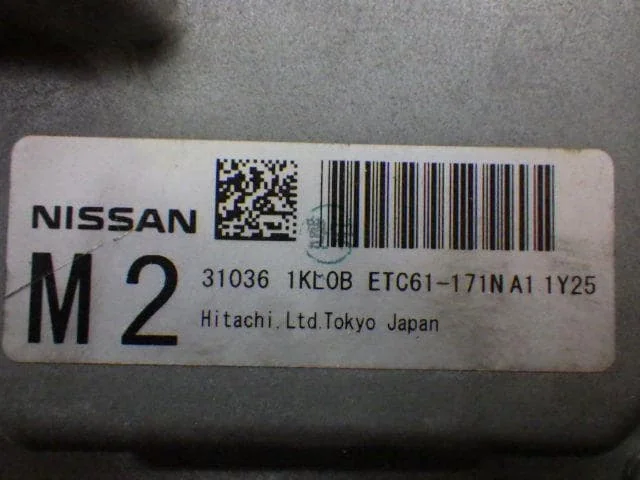 NISSAN
M2
31036 1KL0B ETC61-171N A1 1Y25
Hitachi.Ltd.Tokyo Japan